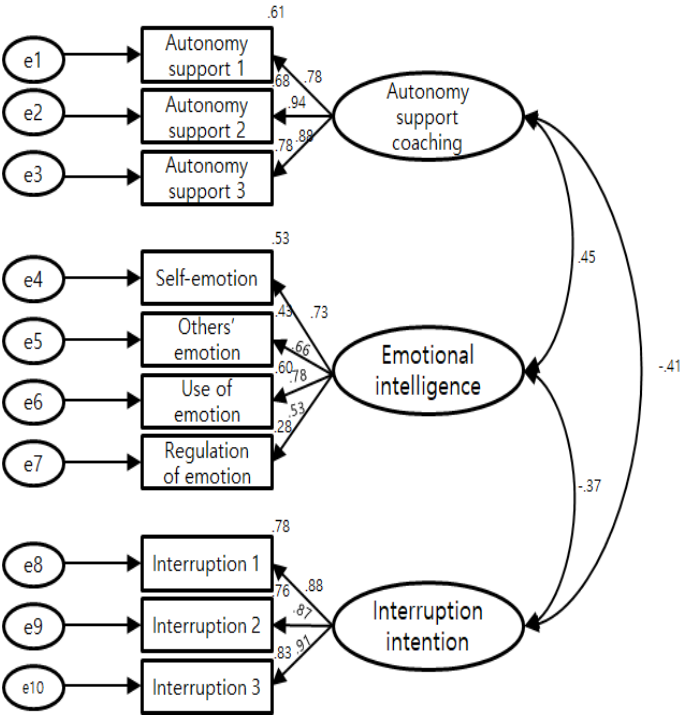 .61
e1
Autonomy
support 1
.78
Autonomy
support
coaching
.68
e2
Autonomy
support 2
.94
.78
.88
e3
Autonomy
support 3
.45
.53
e4
Self-emotion
.73
.43
e5
Others'
emotion
.66
Emotional
intelligence
-.41
.60
.78
e6
Use of
emotion
.53
.28
e7
Regulation
of emotion
-.37
.78
e8
Interruption 1
.88
.76
e9
Interruption 2
.87
Interruption
intention
.83
.91
e10
Interruption 3